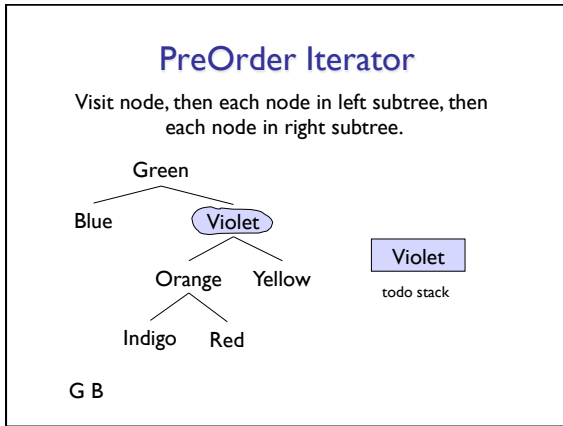 PreOrder Iterator
Visit node, then each node in left subtree, then
each node in right subtree.
Green
Blue
Violet
Orange
Yellow
Violet
todo stack
Indigo
Red
G B